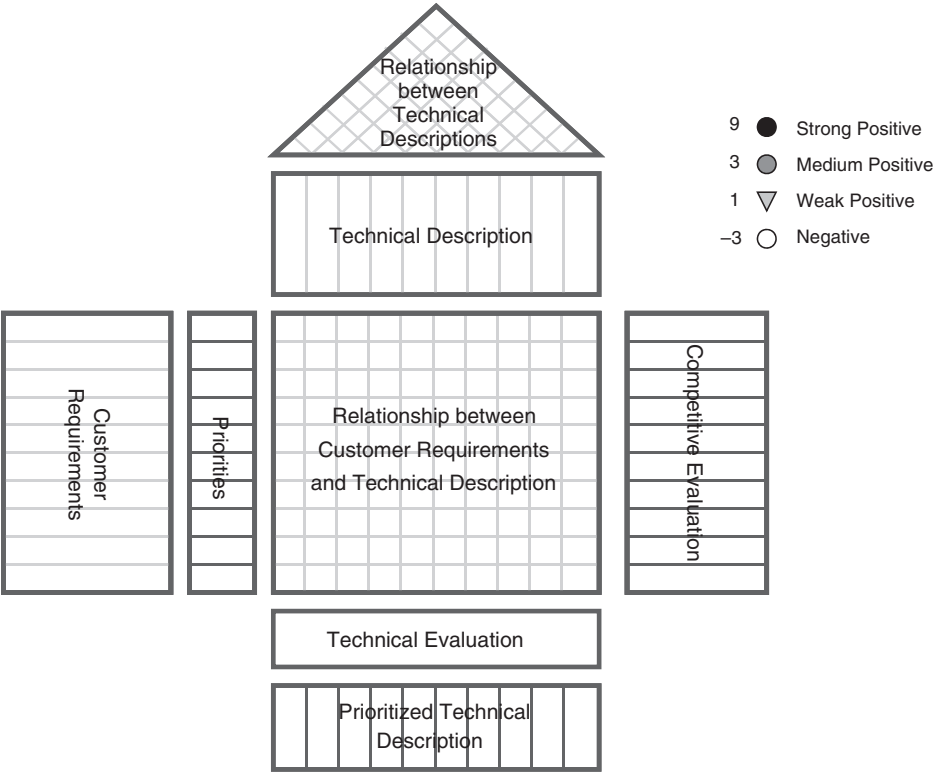 Relationship
between
Technical
Descriptions
9 Strong Positive
3 Medium Positive
1 Weak Positive
–3 Negative
Technical Description
Customer
Requirements
Priorities
Relationship between
Customer Requirements
and Technical Description
Competitive Evaluation
Technical Evaluation
Prioritized Technical
Description